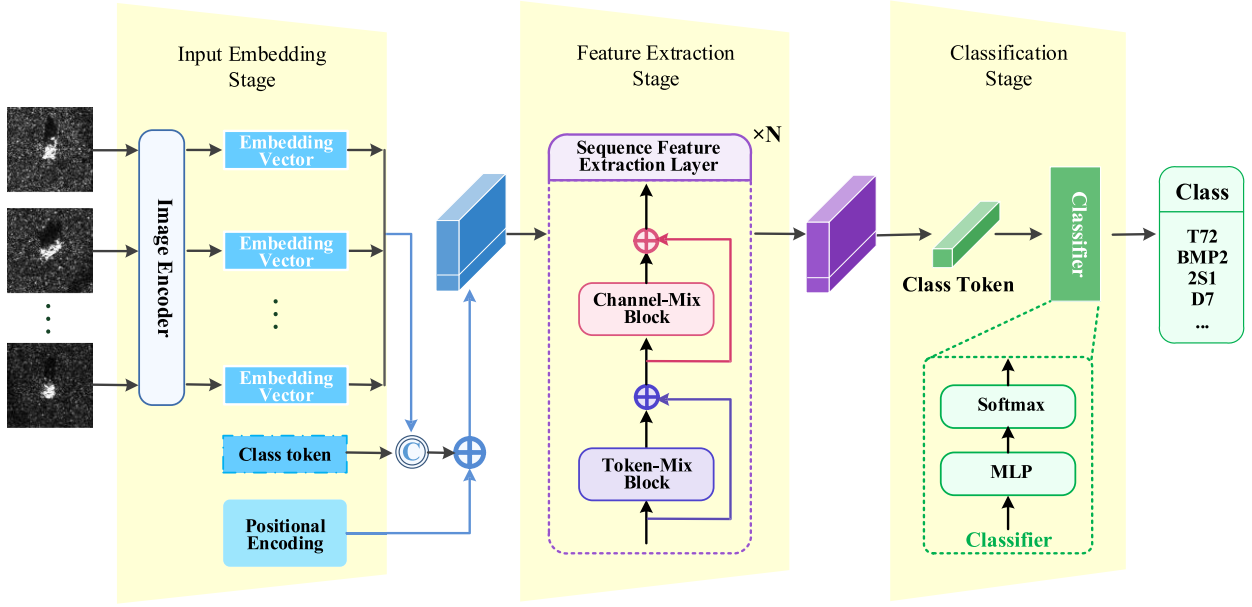 Input Embedding
Stage
Image Encoder
Embedding
Vector
Embedding
Vector
Embedding
Vector
Class token
Positional
Encoding
C
Feature Extraction
Stage
×N
Sequence Feature
Extraction Layer
Channel-Mix
Block
Token-Mix
Block
Classification
Stage
Class Token
Classifier
Softmax
MLP
Classifier
Class
T72
BMP2
2S1
D7
...